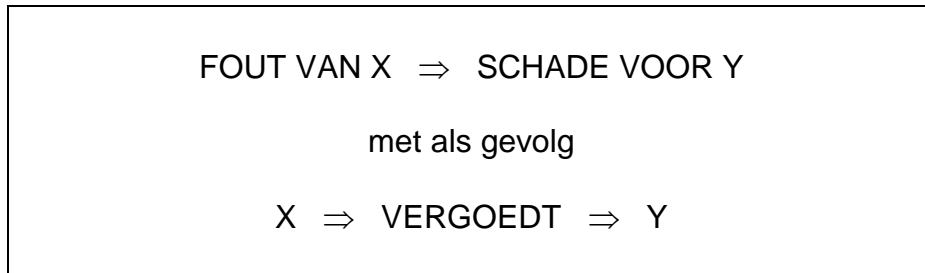 FOUT VAN X ⇒ SCHADE VOOR Y
met als gevolg
X ⇒ VERGOEDT ⇒ Y